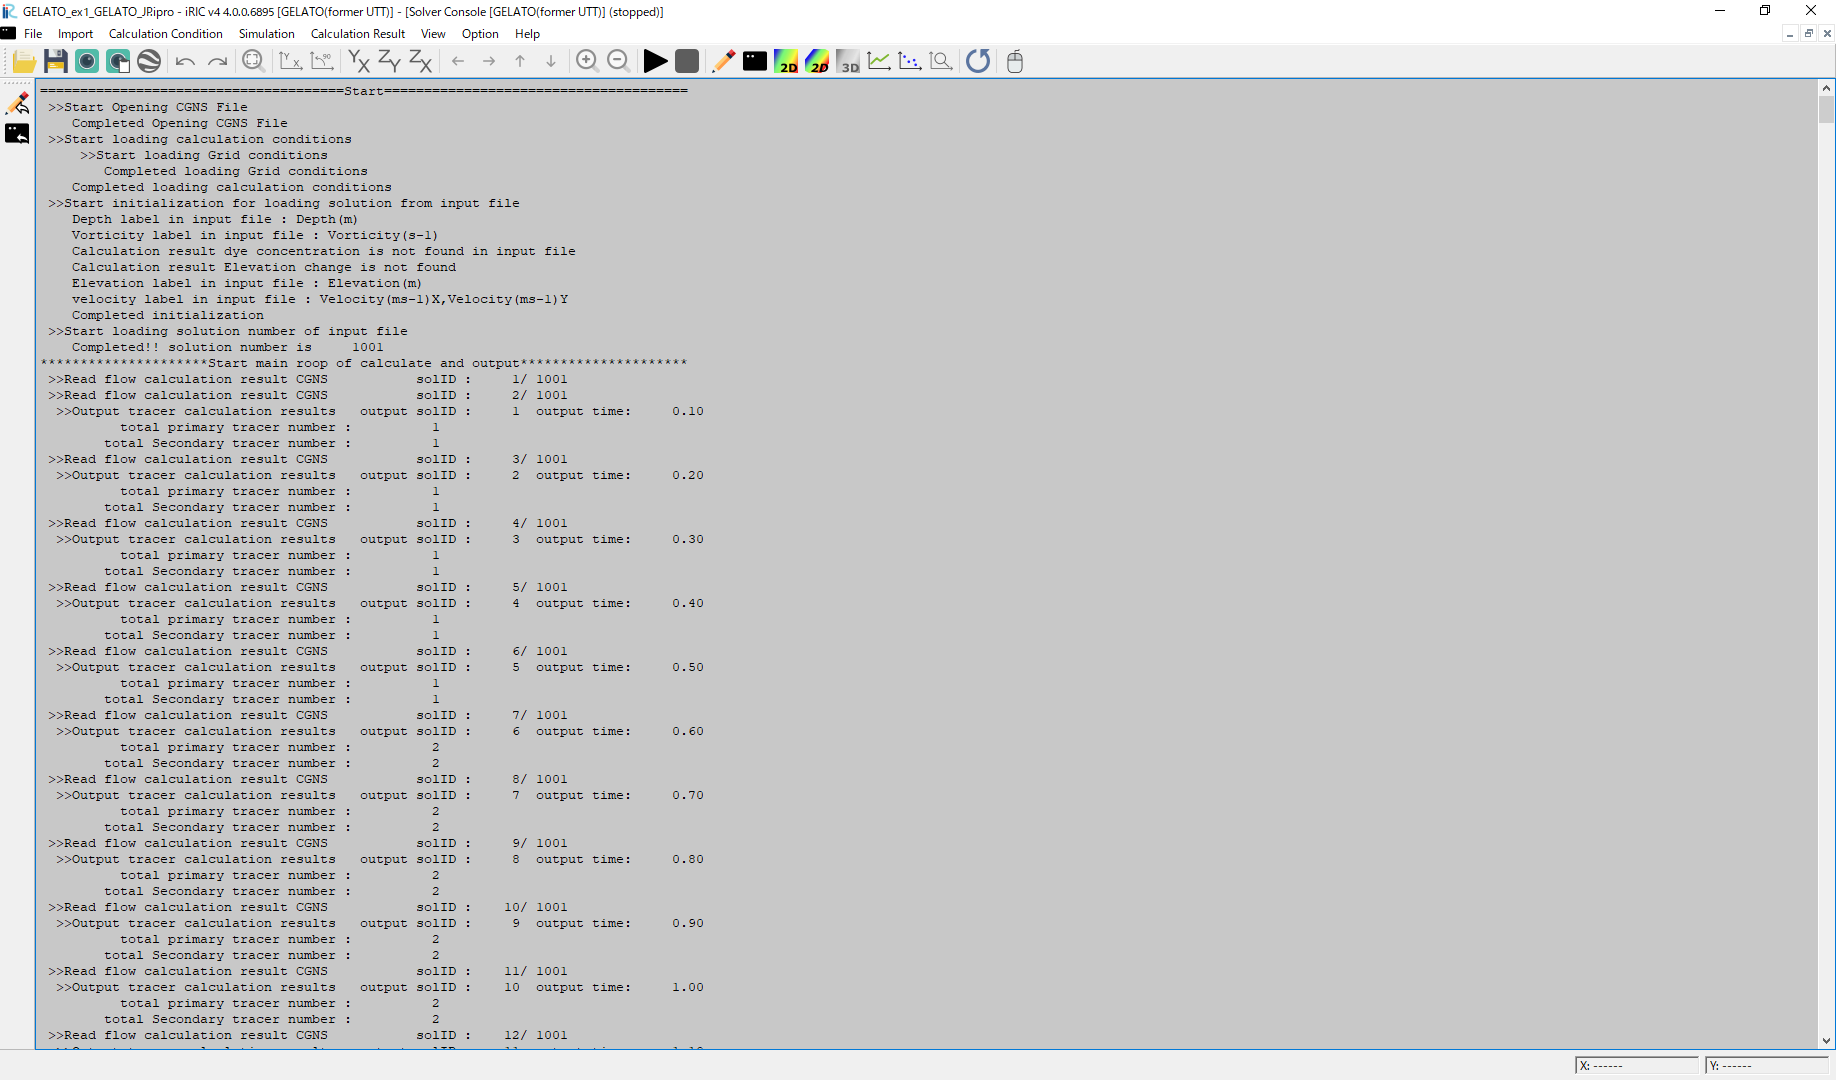 GELATO_ex1_GELATO_JP.ipro - iRIC v4 4.0.0.6895 [GELATO(former UTT)] - [Solver Console [GELATO(former UTT)] (stopped)]
File Import Calculation Condition Simulation Calculation Result View Option Help
======================================Start======================================
>>Start Opening CGNS File
Completed Opening CGNS File
>>Start loading calculation conditions
>>Start loading Grid conditions
Completed loading Grid conditions
Completed loading calculation conditions
>>Start initialization for loading solution from input file
Depth label in input file : Depth(m)
Vorticity label in input file : Vorticity(s-1)
Calculation result dye concentration is not found in input file
Calculation result Elevation change is not found
Elevation label in input file : Elevation(m)
velocity label in input file : Velocity(ms-1)X,Velocity(ms-1)Y
Completed initialization
>>Start loading solution number of input file
Completed!! solution number is 1001
*********************Start main roop of calculate and output*********************
>>Read flow calculation result CGNS solID : 1/ 1001
>>Read flow calculation result CGNS solID : 2/ 1001
>>Output tracer calculation results output solID : 1 output time: 0.10
total primary tracer number : 1
total Secondary tracer number : 1
>>Read flow calculation result CGNS solID : 3/ 1001
>>Output tracer calculation results output solID : 2 output time: 0.20
total primary tracer number : 1
total Secondary tracer number : 1
>>Read flow calculation result CGNS solID : 4/ 1001
>>Output tracer calculation results output solID : 3 output time: 0.30
total primary tracer number : 1
total Secondary tracer number : 1
>>Read flow calculation result CGNS solID : 5/ 1001
>>Output tracer calculation results output solID : 4 output time: 0.40
total primary tracer number : 1
total Secondary tracer number : 1
>>Read flow calculation result CGNS solID : 6/ 1001
>>Output tracer calculation results output solID : 5 output time: 0.50
total primary tracer number : 1
total Secondary tracer number : 1
>>Read flow calculation result CGNS solID : 7/ 1001
>>Output tracer calculation results output solID : 6 output time: 0.60
total primary tracer number : 2
total Secondary tracer number : 2
>>Read flow calculation result CGNS solID : 8/ 1001
>>Output tracer calculation results output solID : 7 output time: 0.70
total primary tracer number : 2
total Secondary tracer number : 2
>>Read flow calculation result CGNS solID : 9/ 1001
>>Output tracer calculation results output solID : 8 output time: 0.80
total primary tracer number : 2
total Secondary tracer number : 2
>>Read flow calculation result CGNS solID : 10/ 1001
>>Output tracer calculation results output solID : 9 output time: 0.90
total primary tracer number : 2
total Secondary tracer number : 2
>>Read flow calculation result CGNS solID : 11/ 1001
>>Output tracer calculation results output solID : 10 output time: 1.00
total primary tracer number : 2
total Secondary tracer number : 2
>>Read flow calculation result CGNS solID : 12/ 1001
X: ------ Y: ------